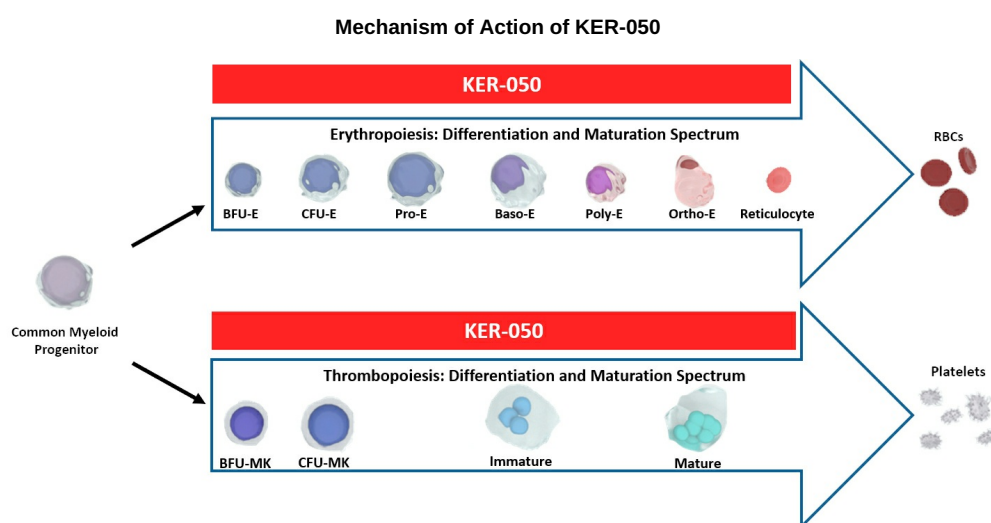 Mechanism of Action of KER-050
KER-050
Erythropoiesis: Differentiation and Maturation Spectrum
BFU-E CFU-E Pro-E Baso-E Poly-E Ortho-E Reticulocyte
RBCs
Common Myeloid
Progenitor
KER-050
Thrombopoiesis: Differentiation and Maturation Spectrum
BFU-MK CFU-MK Immature Mature
Platelets